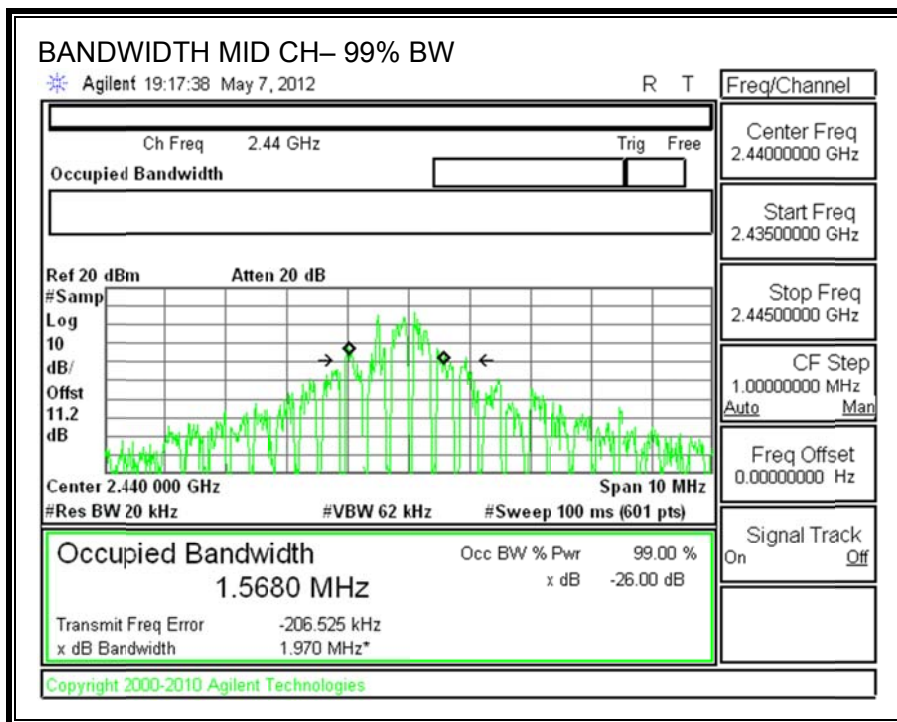 BANDWIDTH MID CH– 99% BW
Agilent 19:17:38 May 7, 2012 R T
Freq/Channel
Ch Freq 2.44 GHz Trig Free
Occupied Bandwidth
Center Freq
2.44000000 GHz
Start Freq
2.43500000 GHz
Stop Freq
2.44500000 GHz
CF Step
1.00000000 MHz
Auto Man
Freq Offset
0.00000000 Hz
Signal Track
On Off
Ref 20 dBm Atten 20 dB
#Samp
Log
10
dB/
Offst
11.2
dB
Center 2.440 000 GHz Span 10 MHz
#Res BW 20 kHz #VBW 62 kHz #Sweep 100 ms (601 pts)
Occupied Bandwidth Occ BW % Pwr 99.00 %
1.5680 MHz x dB -26.00 dB
Transmit Freq Error -206.525 kHz
x dB Bandwidth 1.970 MHz*
Copyright 2000-2010 Agilent Technologies